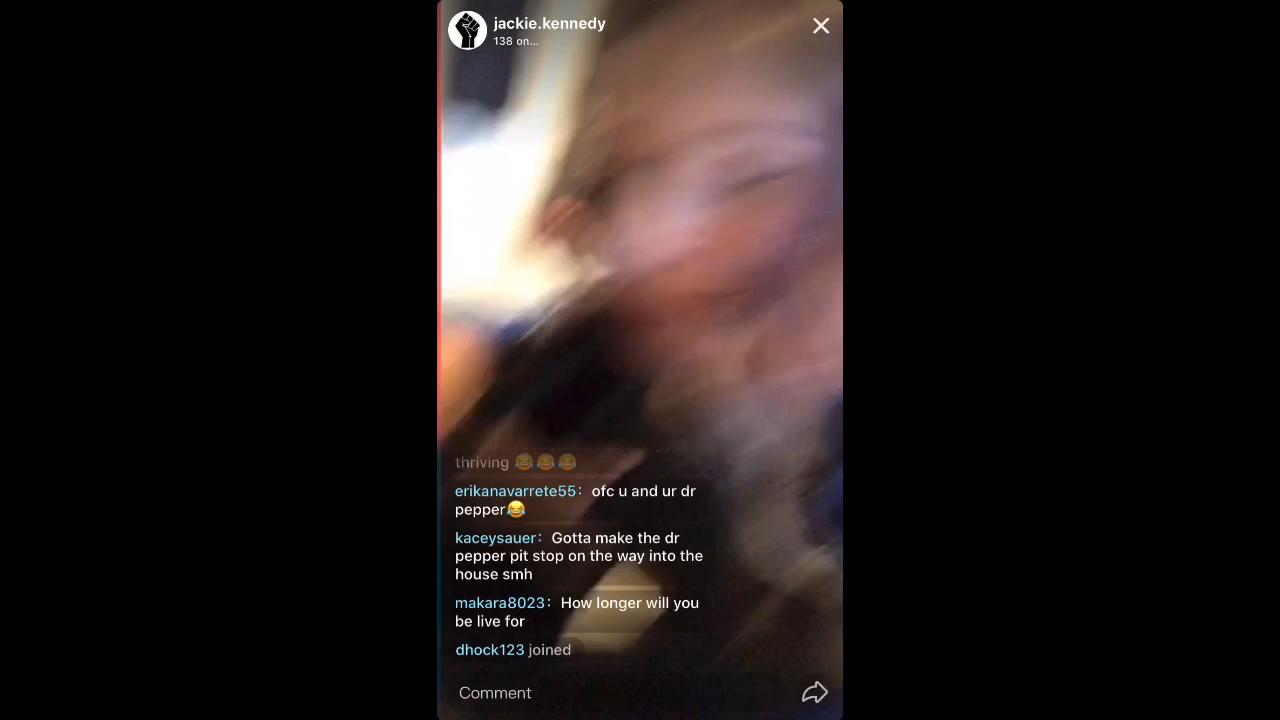 jackie.kennedy
138 on...
thriving 😂😂😂
erikanavarrete55: ofc u and ur dr
pepper😂
kaceysauer: Gotta make the dr
pepper pit stop on the way into the
house smh
makara8023: How longer will you
be live for
dhock123 joined
Comment